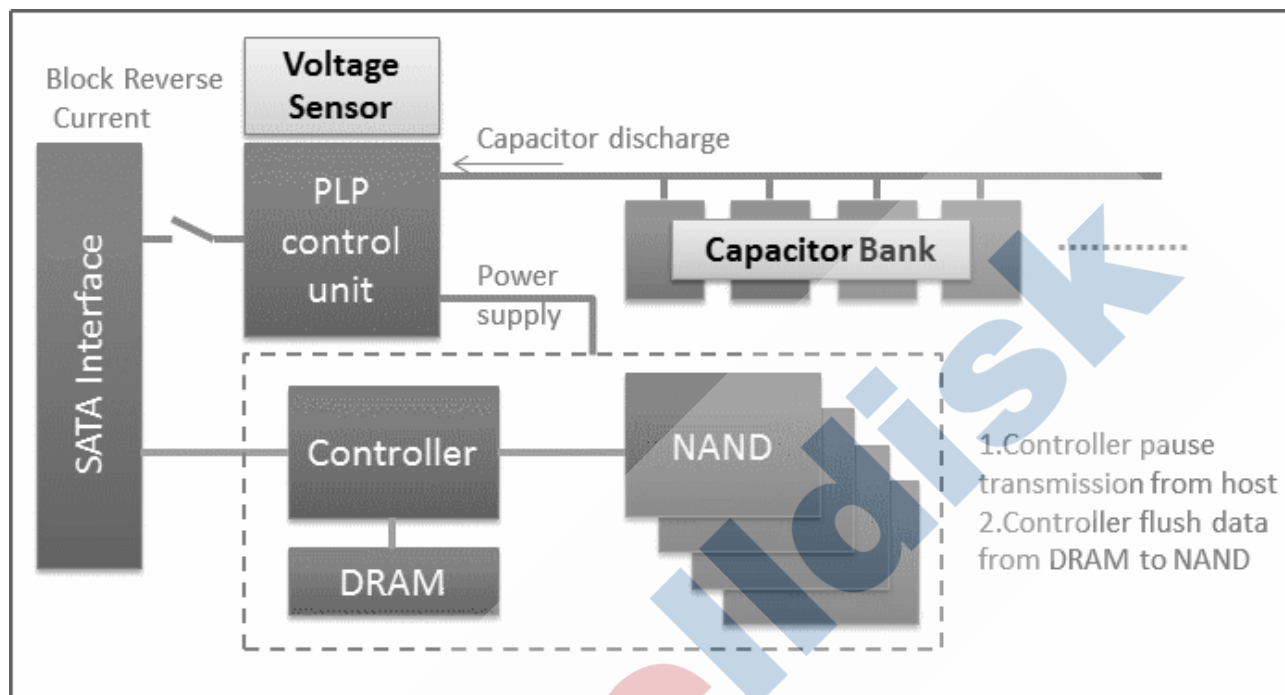 Block Reverse
Current
Voltage
Sensor
Capacitor discharge
PLP
control
unit
Capacitor Bank
Power
supply
SATA Interface
Controller
NAND
DRAM
1.Controller pause
transmission from host
2.Controller flush data
from DRAM to NAND